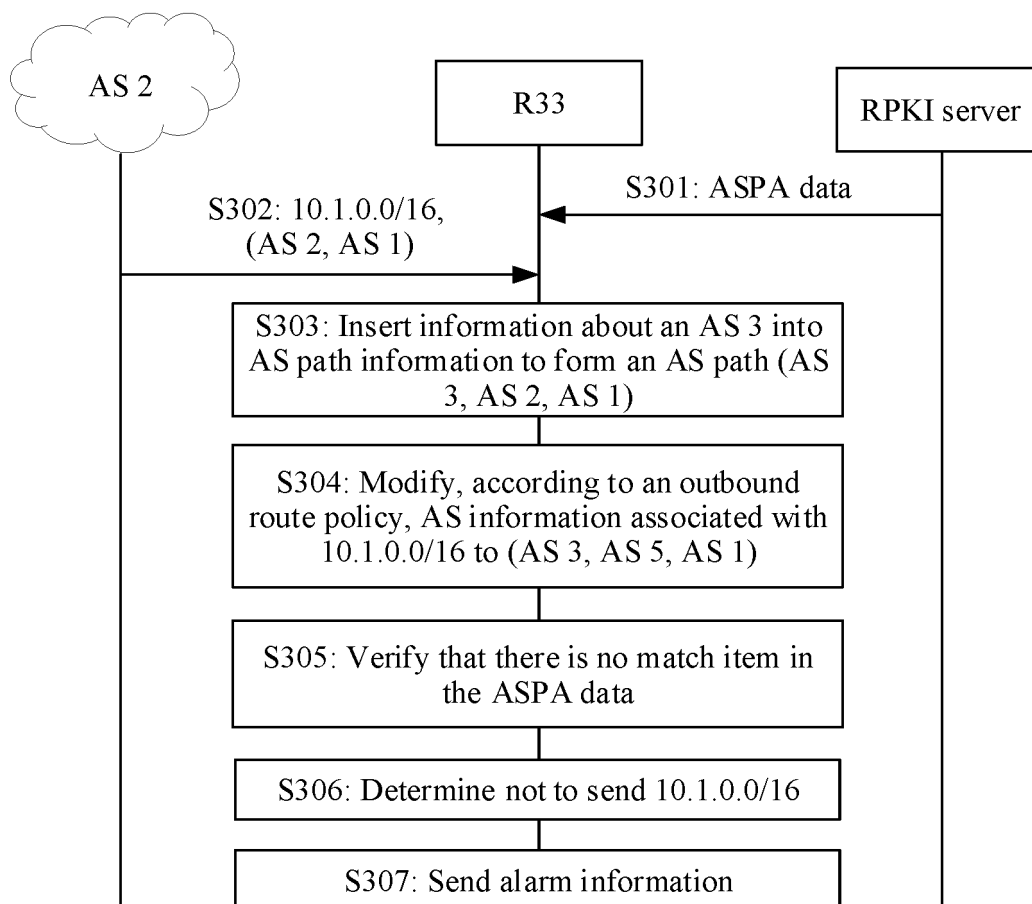 AS 2
R33
RPKI server
S301: ASPA data
S302: 10.1.0.0/16,
(AS 2, AS 1)
S303: Insert information about an AS 3 into
AS path information to form an AS path (AS
3, AS 2, AS 1)
S304: Modify, according to an outbound
route policy, AS information associated with
10.1.0.0/16 to (AS 3, AS 5, AS 1)
S305: Verify that there is no match item in
the ASPA data
S306: Determine not to send 10.1.0.0/16
S307: Send alarm information